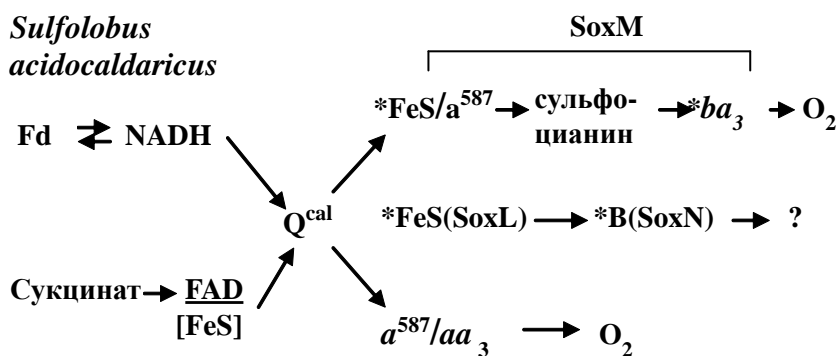 Sulfolobus
acidocaldaricus
SoxM
*FeS/a⁵⁸⁷ сульфо-
цианин *ba₃ O₂
Fd NADH
Qᶜᵃˡ *FeS(SoxL) *B(SoxN) ?
Сукцинат FAD
[FeS]
a⁵⁸⁷/aa₃ O₂